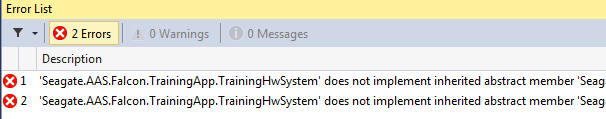 Error List
2 Errors 0 Warnings 0 Messages
Description
1 'Seagate.AAS.Falcon.TrainingApp.TrainingHwSystem' does not implement inherited abstract member 'Seag
2 'Seagate.AAS.Falcon.TrainingApp.TrainingHwSystem' does not implement inherited abstract member 'Seag